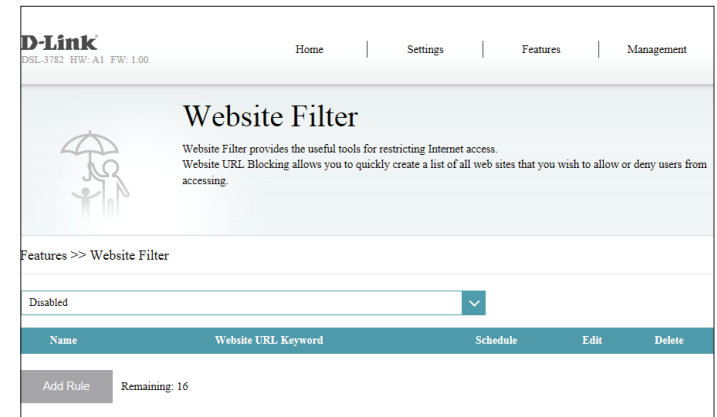 D-Link
DSL-3782 HW: A1 FW: 1.00
Home Settings Features Management
Website Filter
Website Filter provides the useful tools for restricting Internet access.
Website URL Blocking allows you to quickly create a list of all web sites that you wish to allow or deny users from
accessing.
Features >> Website Filter
Disabled
Name Website URL Keyword Schedule Edit Delete
Add Rule Remaining: 16